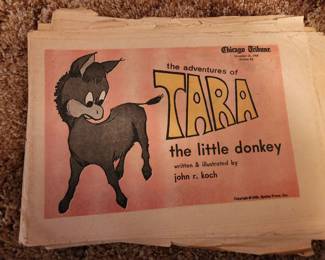 Chicago Tribune
the adventures of
TARA
the little donkey
written & illustrated by
john r. koch